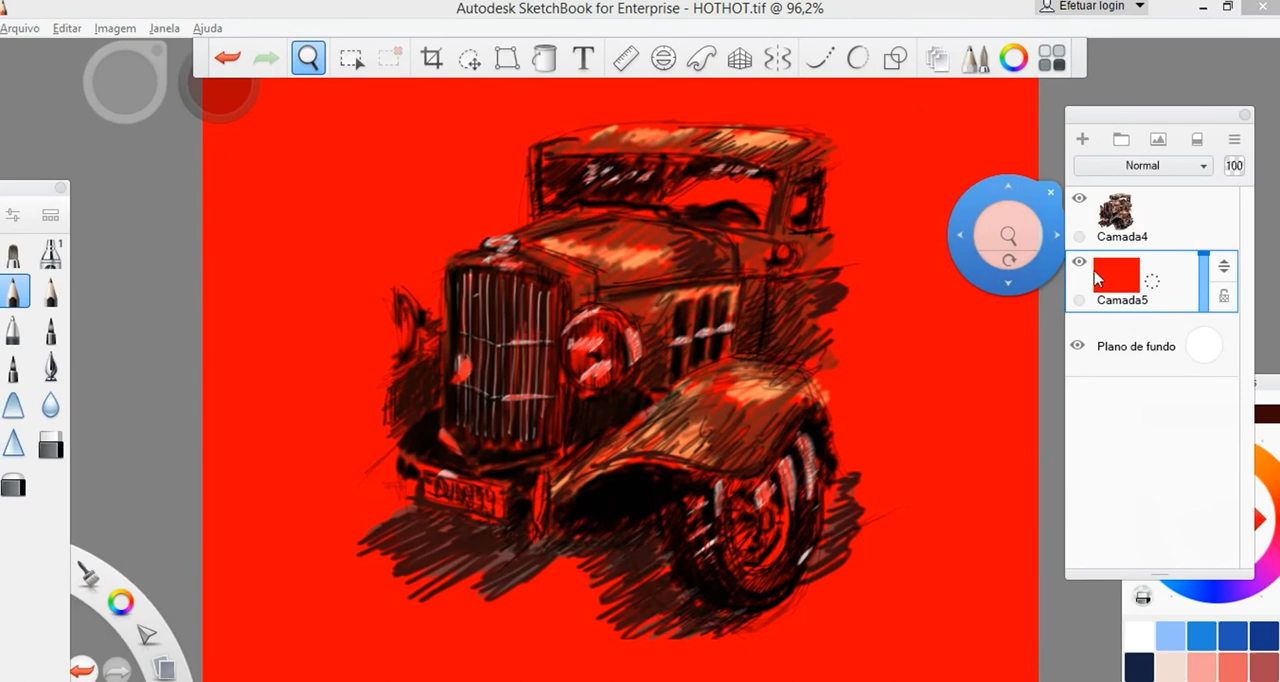 Autodesk SketchBook for Enterprise - HOTHOT.tif @ 96,2%
Efetuar login
Arquivo Editar Imagem Janela Ajuda
Normal
100
Camada4
Camada5
Plano de fundo
1